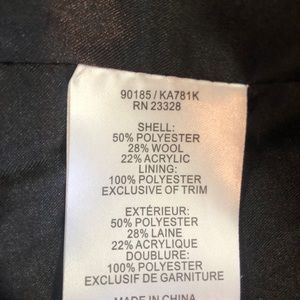 90185 / KA781K
RN 23328
SHELL:
50% POLYESTER
28% WOOL
22% ACRYLIC
LINING:
100% POLYESTER
EXCLUSIVE OF TRIM
EXTÉRIEUR:
50% POLYESTER
28% LAINE
22% ACRYLIQUE
DOUBLURE:
100% POLYESTER
EXCLUSIF DE GARNITURE
MADE IN CHINA